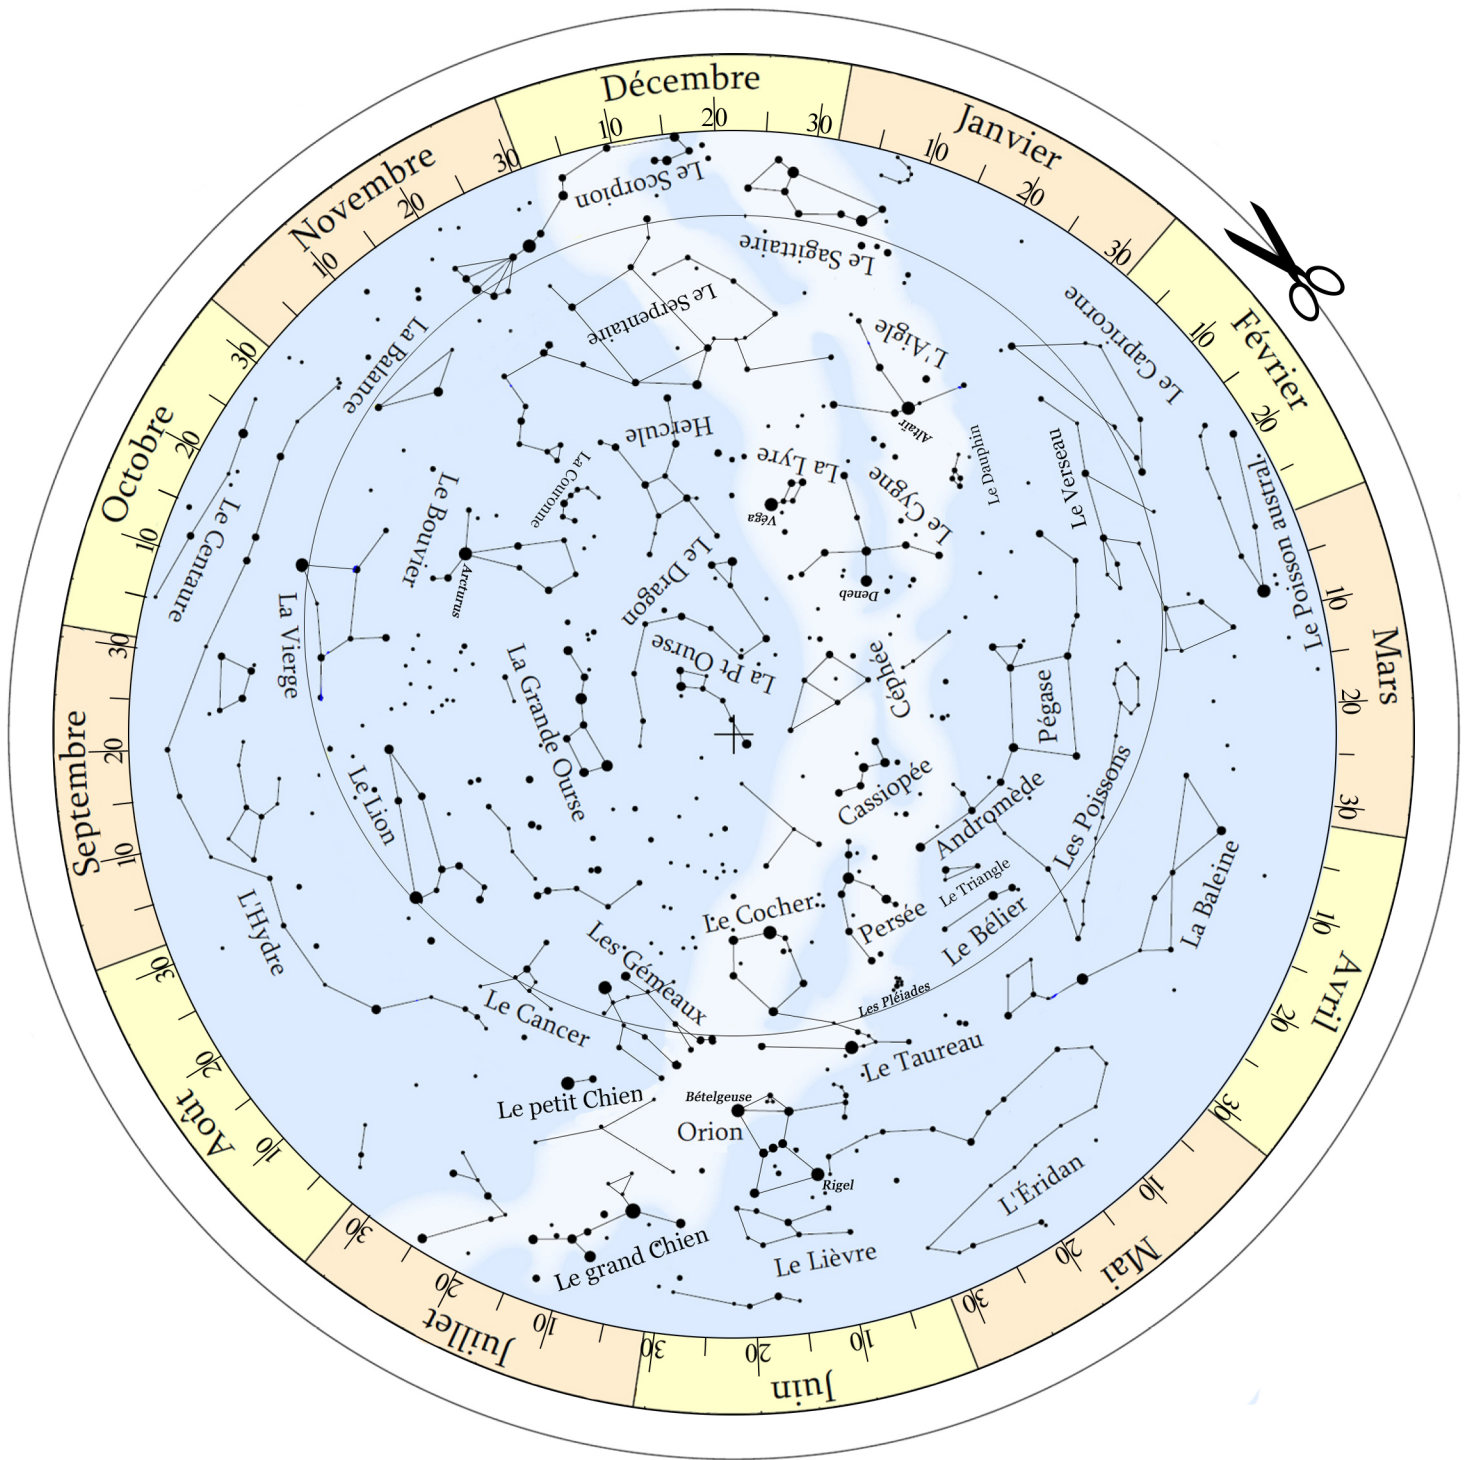 Décembre
10
20
30
Janvier
10
20
30
Février
10
20
Mars
10
20
30
Avril
10
20
30
Mai
10
20
30
Juin
10
20
30
Juillet
10
20
30
Août
10
20
30
Septembre
10
20
30
Octobre
10
20
30
Novembre
10
20
30
Le Scorpion
Le Sagittaire
Le Serpentaire
L'Aigle
Altaïr
Le Capricorne
La Balance
Hercule
La Couronne
La Lyre
Véga
Le Cygne
Deneb
Le Dauphin
Le Verseau
Le Poisson austral.
Le Bouvier
Arcturus
Le Centaure
La Vierge
Le Dragon
La Pt Ourse
La Grande Ourse
Céphée
Pégase
Cassiopée
Andromède
Les Poissons
Le Triangle
Le Bélier
La Baleine
Le Lion
L'Hydre
Le Cocher
Persée
Les Gémeaux
Le Cancer
Les Pléiades
Le Taureau
Le petit Chien
Bételgeuse
Orion
Rigel
L'Éridan
Le grand Chien
Le Lièvre